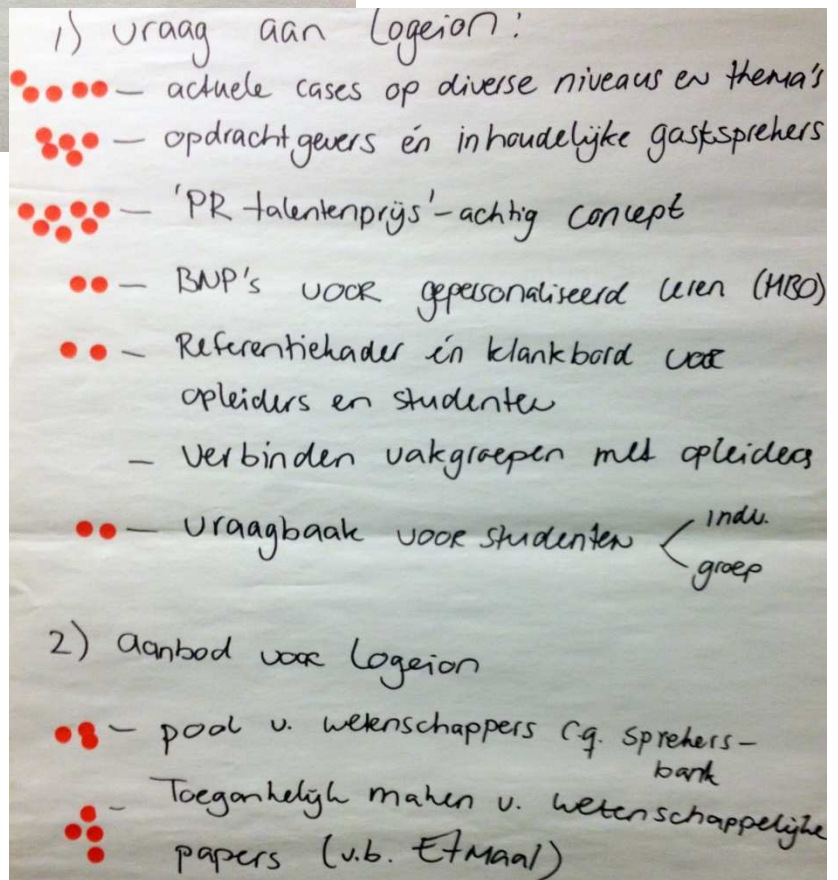 1) vraag aan Logeion:
– actuele cases op diverse niveaus en thema's
– opdrachtgevers én inhoudelijke gastsprekers
– 'PR talentenprijs'-achtig concept
– BNP's voor gepersonaliseerd leren (MBO)
– Referentiekader én klankbord voor
opleiders en studenten
– verbinden vakgroepen met opleiders
– vraagbaak voor studenten < indiv.
groep
2) aanbod voor Logeion
– pool v. wetenschappers c.q. sprekers-
bank
– Toegankelijk maken v. wetenschappelijke
papers (v.b. Etmaal)